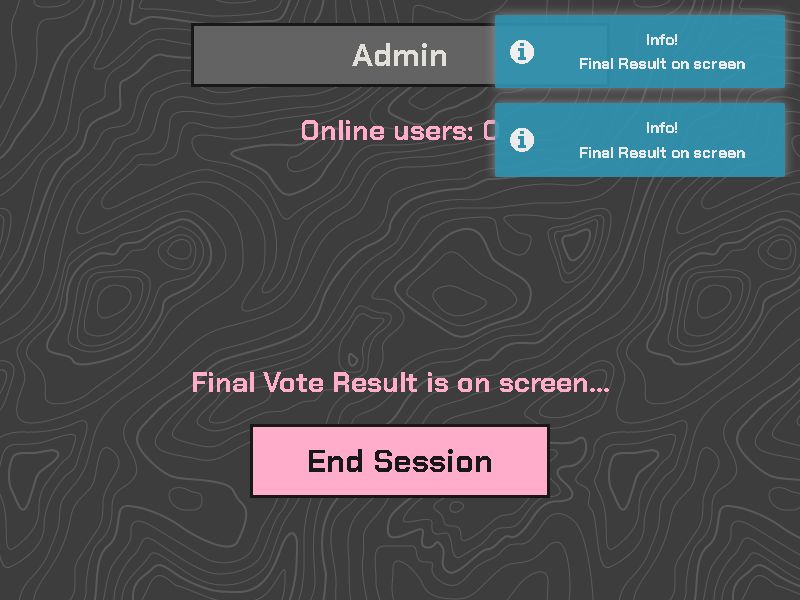 Admin
Info!
Final Result on screen
Online users:
Info!
Final Result on screen
Final Vote Result is on screen...
End Session